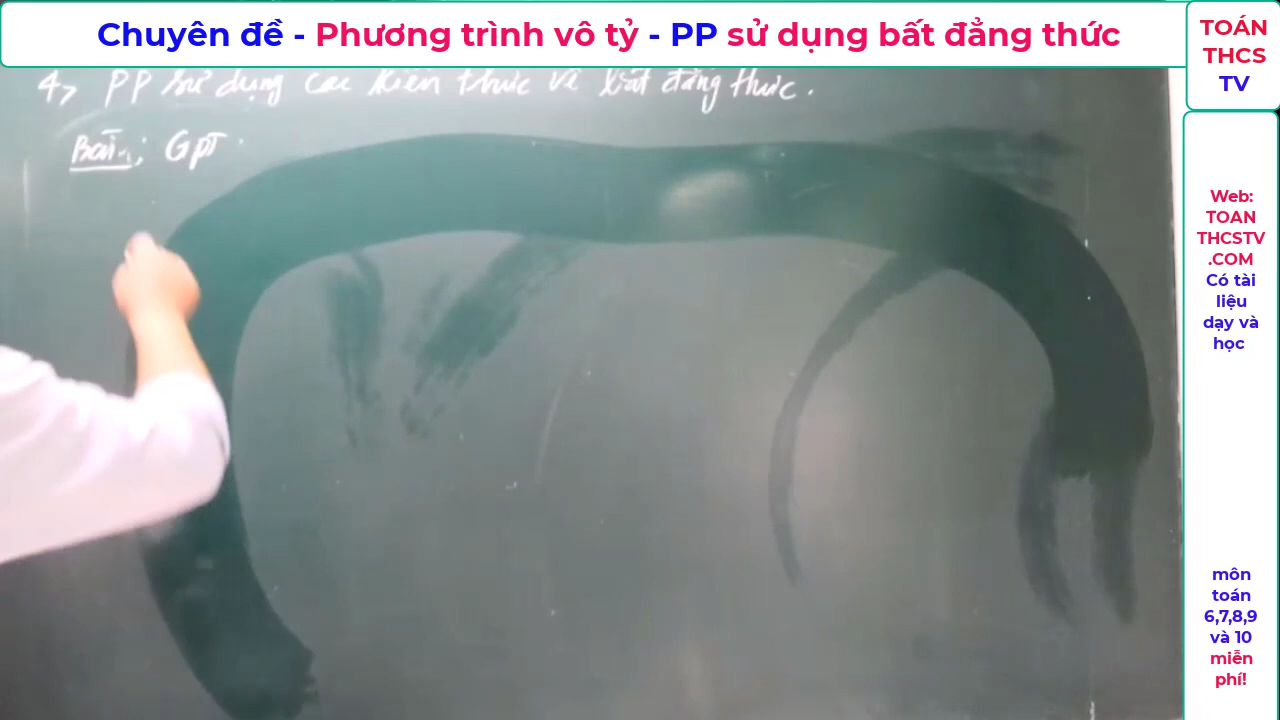 Chuyên đề - Phương trình vô tỷ - PP sử dụng bất đẳng thức
TOÁN
THCS
TV
4, PP sử dụng các kiến thức về bất đẳng thức.
GpT
Web:
TOAN
THCSTV
.COM
Có tài
liệu
dạy và
học
môn
toán
6,7,8,9
và 10
miễn
phí!